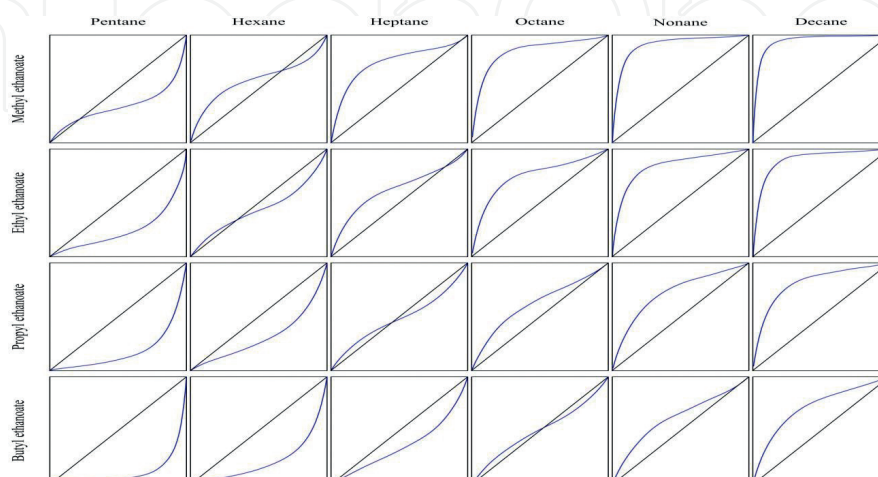 Pentane Hexane Heptane Octane Nonane Decane
Methyl ethanoate
Ethyl ethanoate
Propyl ethanoate
Butyl ethanoate